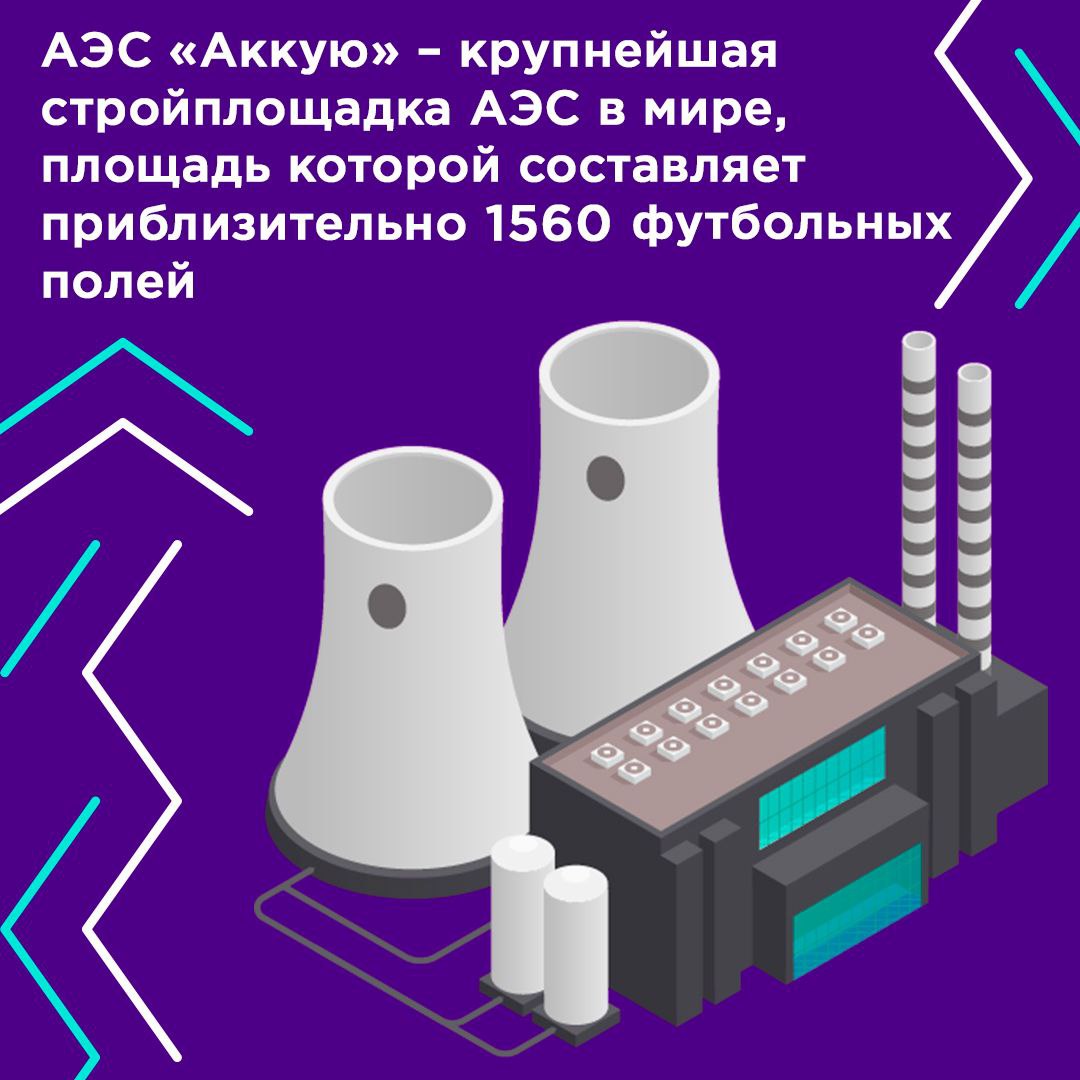 АЭС «Аккую» – крупнейшая
стройплощадка АЭС в мире,
площадь которой составляет
приблизительно 1560 футбольных
полей